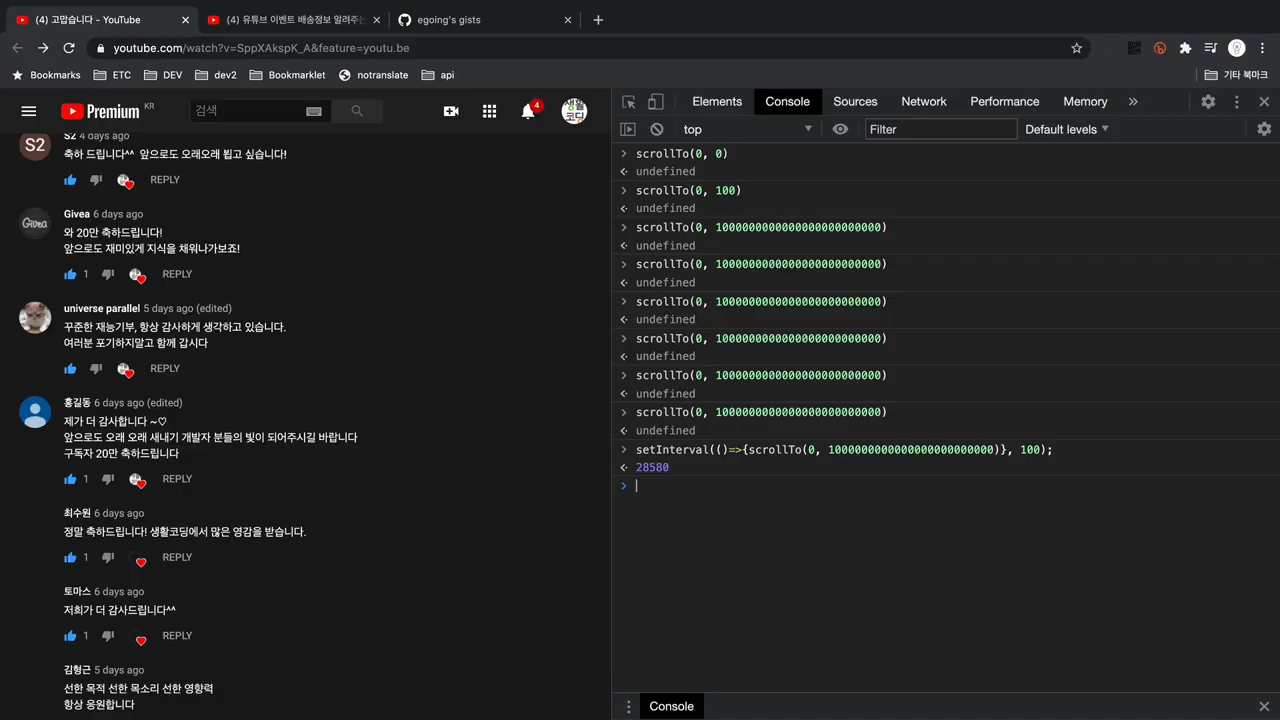 (4) 고맙습니다 - YouTube
(4) 유튜브 이벤트 배송정보 알려주는
egoing's gists
youtube.com/watch?v=SppXAkspK_A&feature=youtu.be
Bookmarks
ETC
DEV
dev2
Bookmarklet
notranslate
api
기타 북마크
Premium KR
검색
4
생활
코딩
S2 4 days ago
S2
축하 드립니다^^ 앞으로도 오래오래 뵙고 싶습니다!
REPLY
Givea 6 days ago
Givea
와 20만 축하드립니다!
앞으로도 재미있게 지식을 채워나가보죠!
1 REPLY
universe parallel 5 days ago (edited)
꾸준한 재능기부, 항상 감사하게 생각하고 있습니다.
여러분 포기하지말고 함께 갑시다
REPLY
홍길동 6 days ago (edited)
제가 더 감사합니다 ~♡
앞으로도 오래 오래 새내기 개발자 분들의 빛이 되어주시길 바랍니다
구독자 20만 축하드립니다
1 REPLY
최수원 6 days ago
정말 축하드립니다! 생활코딩에서 많은 영감을 받습니다.
1 REPLY
토마스 6 days ago
저희가 더 감사드립니다^^
1 REPLY
김형근 5 days ago
선한 목적 선한 목소리 선한 영향력
항상 응원합니다
Elements
Console
Sources
Network
Performance
Memory
top
Filter
Default levels
scrollTo(0, 0)
undefined
scrollTo(0, 100)
undefined
scrollTo(0, 1000000000000000000000000)
undefined
scrollTo(0, 1000000000000000000000000)
undefined
scrollTo(0, 1000000000000000000000000)
undefined
scrollTo(0, 1000000000000000000000000)
undefined
scrollTo(0, 1000000000000000000000000)
undefined
scrollTo(0, 1000000000000000000000000)
undefined
setInterval(()=>{scrollTo(0, 1000000000000000000000000)}, 100);
28580
Console